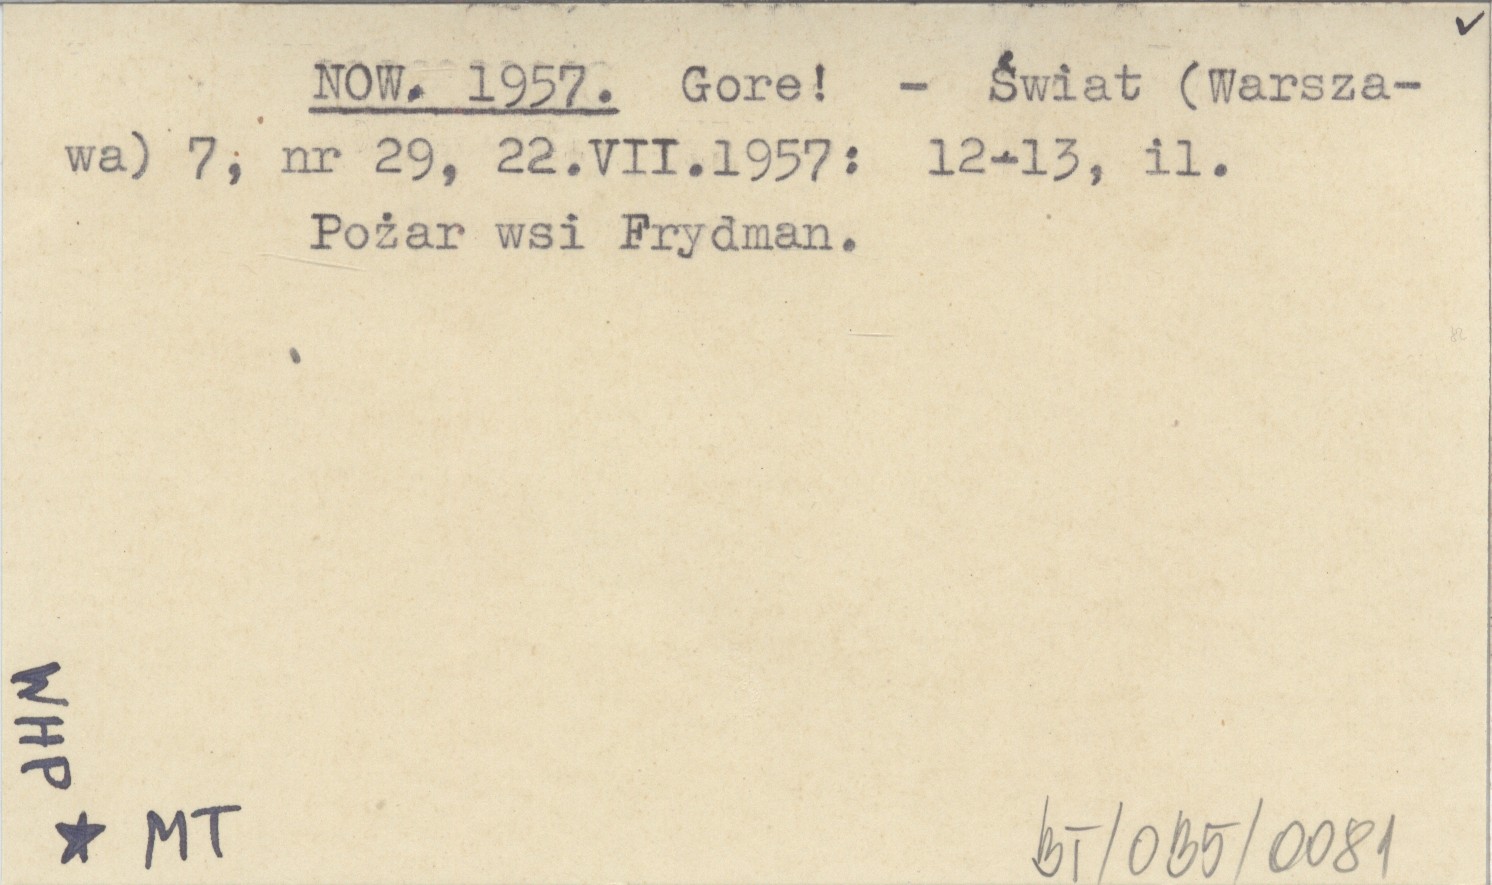 NOW. 1957. Gore! - Świat (Warsza-
wa) 7, nr 29, 22.VII.1957: 12-13, il.
Pożar wsi Frydman.
WHP
MT
BT/OB5/0081